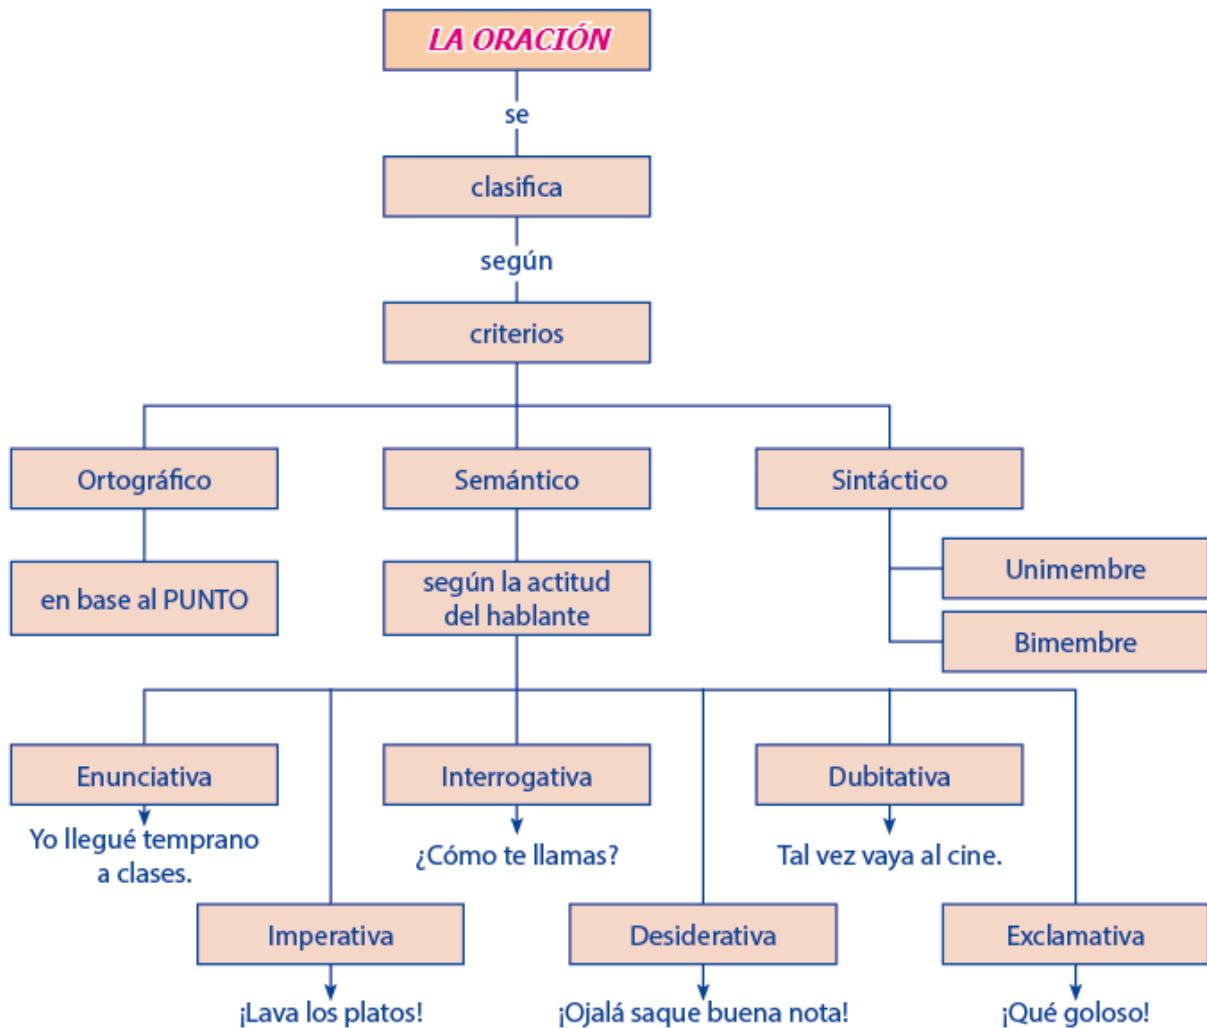 LA ORACIÓN
se
clasifica
según
criterios
Ortográfico
Semántico
Sintáctico
en base al PUNTO
según la actitud
del hablante
Unimembre
Bimembre
Enunciativa
Interrogativa
Dubitativa
Yo llegué temprano
a clases.
¿Cómo te llamas?
Tal vez vaya al cine.
Imperativa
Desiderativa
Exclamativa
¡Lava los platos!
¡Ojalá saque buena nota!
¡Qué goloso!